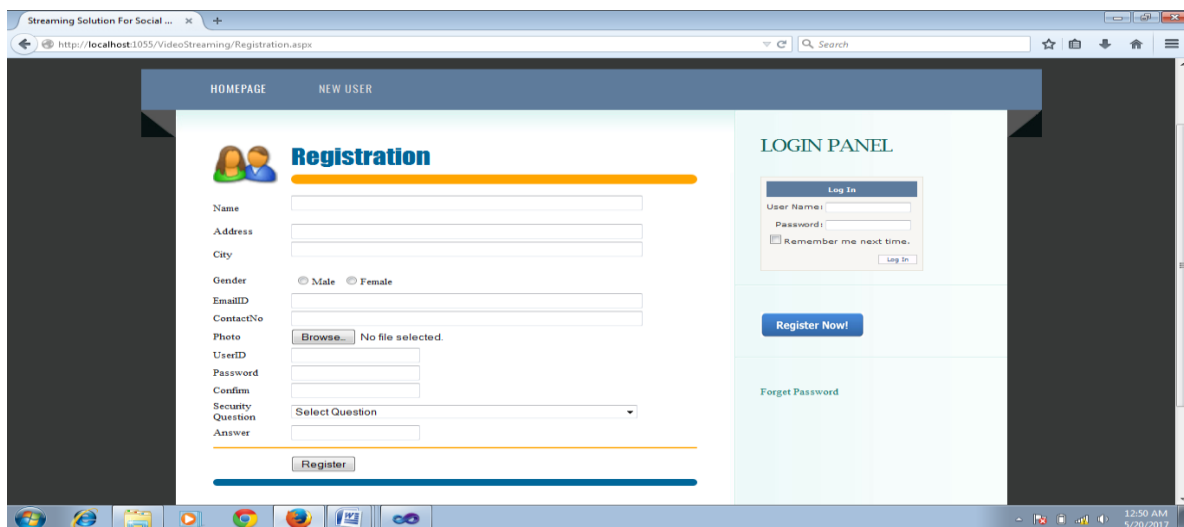 Streaming Solution For Social ... × +
http://localhost:1055/VideoStreaming/Registration.aspx
Search
HOMEPAGE NEW USER
Registration
Name
Address
City
Gender Male Female
EmailID
ContactNo
Photo Browse... No file selected.
UserID
Password
Confirm
Security
Question
Select Question
Answer
Register
LOGIN PANEL
Log In
User Name:
Password:
Remember me next time.
Log In
Register Now!
Forget Password
12:50 AM
5/20/2017